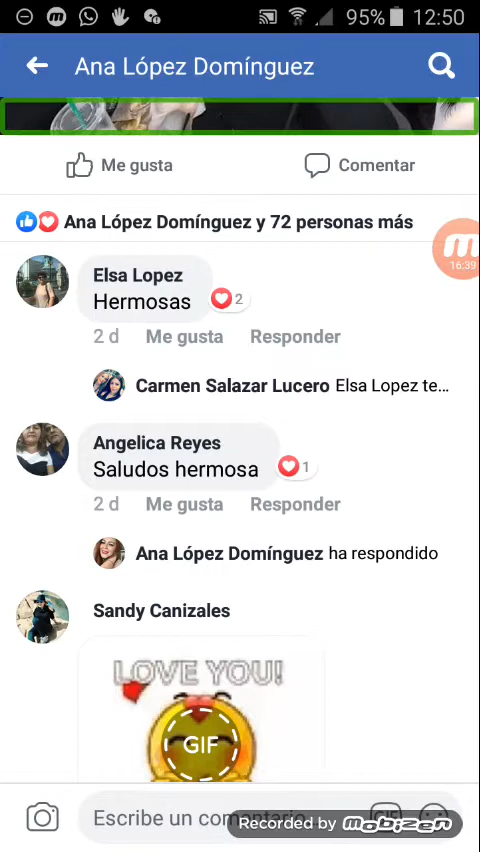 95% 12:50
Ana López Domínguez
Me gusta Comentar
Ana López Domínguez y 72 personas más
m
16:39
Elsa Lopez
Hermosas
2
2 d Me gusta Responder
Carmen Salazar Lucero Elsa Lopez te...
Angelica Reyes
Saludos hermosa
1
2 d Me gusta Responder
Ana López Domínguez ha respondido
Sandy Canizales
LOVE YOU!
GIF
Escribe un comentario...
GIF
Recorded by mobizen